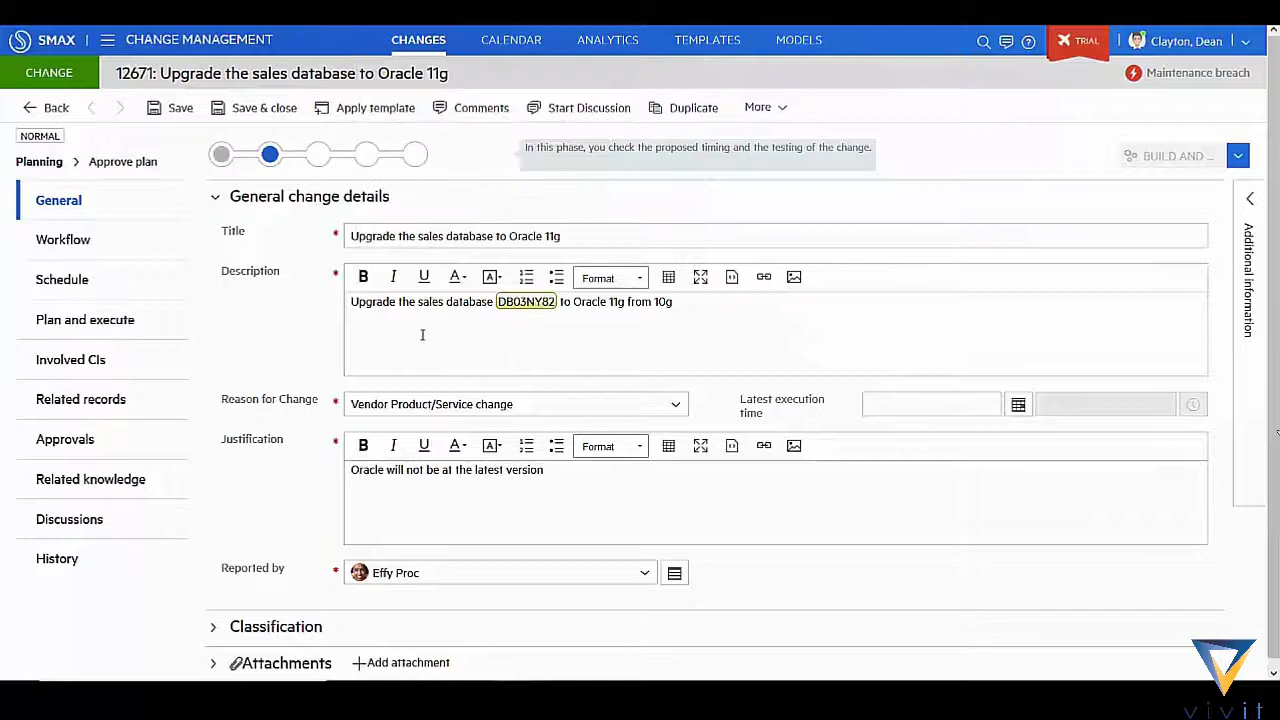 SMAX CHANGE MANAGEMENT CHANGES CALENDAR ANALYTICS TEMPLATES MODELS TRIAL Clayton, Dean
CHANGE 12671: Upgrade the sales database to Oracle 11g Maintenance breach
Back Save Save & close Apply template Comments Start Discussion Duplicate More
NORMAL
Planning > Approve plan
In this phase, you check the proposed timing and the testing of the change.
BUILD AND ...
General
Workflow
Schedule
Plan and execute
Involved CIs
Related records
Approvals
Related knowledge
Discussions
History
General change details
Title * Upgrade the sales database to Oracle 11g
Description * B I U A A Format
Upgrade the sales database DB03NY82 to Oracle 11g from 10g
Reason for Change * Vendor Product/Service change
Latest execution
time
Justification * B I U A A Format
Oracle will not be at the latest version
Reported by * Effy Proc
Classification
Attachments +Add attachment
Additional information
vivit